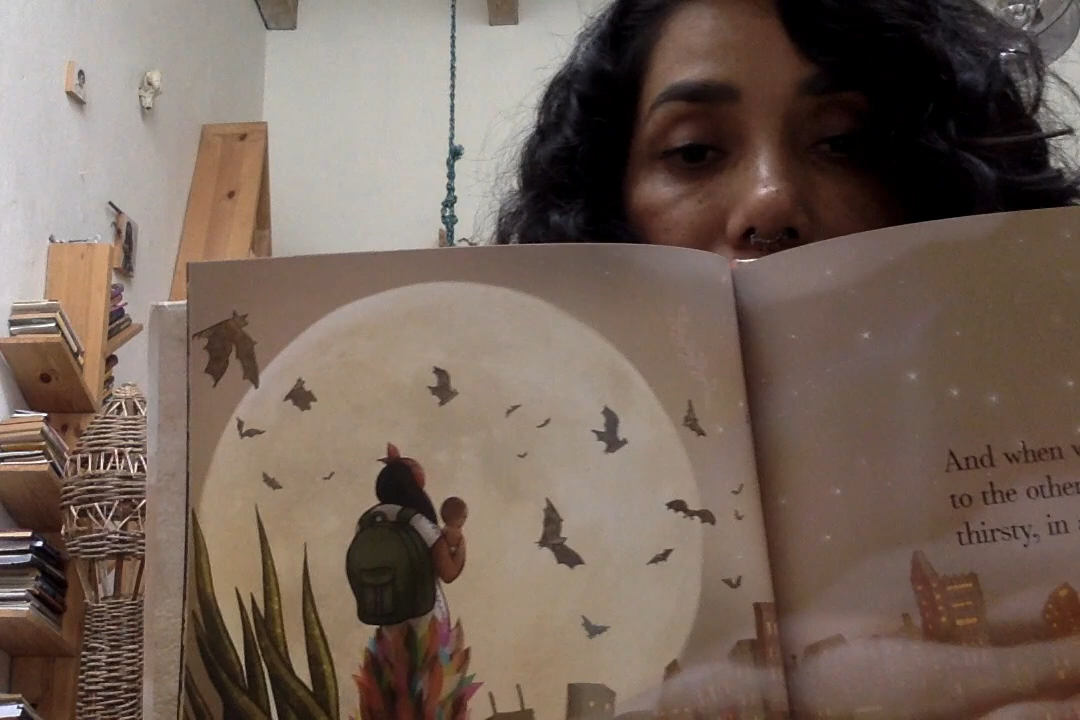 And when
to the other
thirsty, in